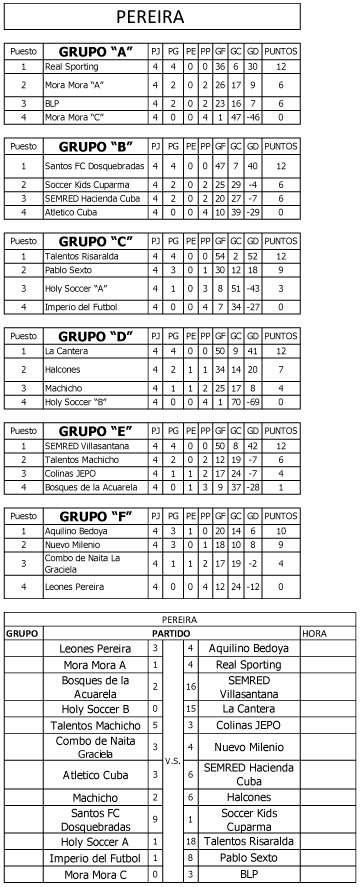 PEREIRA
Puesto GRUPO "A" PJ PG PE PP GF GC GD PUNTOS
1 Real Sporting 4 4 0 0 36 6 30 12
2 Mora Mora "A" 4 2 0 2 26 17 9 6
3 BLP 4 2 0 2 23 16 7 6
4 Mora Mora "C" 4 0 0 4 1 47 -46 0
Puesto GRUPO "B" PJ PG PE PP GF GC GD PUNTOS
1 Santos FC Dosquebradas 4 4 0 0 47 7 40 12
2 Soccer Kids Cuparma 4 2 0 2 25 29 -4 6
3 SEMRED Hacienda Cuba 4 2 0 2 20 27 -7 6
4 Atletico Cuba 4 0 0 4 10 39 -29 0
Puesto GRUPO "C" PJ PG PE PP GF GC GD PUNTOS
1 Talentos Risaralda 4 4 0 0 54 2 52 12
2 Pablo Sexto 4 3 0 1 30 12 18 9
3 Holy Soccer "A" 4 1 0 3 8 51 -43 3
4 Imperio del Futbol 4 0 0 4 7 34 -27 0
Puesto GRUPO "D" PJ PG PE PP GF GC GD PUNTOS
1 La Cantera 4 4 0 0 50 9 41 12
2 Halcones 4 2 1 1 34 14 20 7
3 Machicho 4 1 1 2 25 17 8 4
4 Holy Soccer "B" 4 0 0 4 1 70 -69 0
Puesto GRUPO "E" PJ PG PE PP GF GC GD PUNTOS
1 SEMRED Villasantana 4 4 0 0 50 8 42 12
2 Talentos Machicho 4 2 0 2 12 19 -7 6
3 Colinas JEPO 4 1 1 2 17 24 -7 4
4 Bosques de la Acuarela 4 0 1 3 9 37 -28 1
Puesto GRUPO "F" PJ PG PE PP GF GC GD PUNTOS
1 Aquilino Bedoya 4 3 1 0 20 14 6 10
2 Nuevo Milenio 4 3 0 1 18 10 8 9
3 Combo de Naita La Graciela 4 1 1 2 17 19 -2 4
4 Leones Pereira 4 0 0 4 12 24 -12 0
PEREIRA
GRUPO PARTIDO HORA
Leones Pereira 3 4 Aquilino Bedoya
Mora Mora A 1 4 Real Sporting
Bosques de la Acuarela 2 16 SEMRED Villasantana
Holy Soccer B 0 15 La Cantera
Talentos Machicho 5 3 Colinas JEPO
Combo de Naita Graciela 3 4 Nuevo Milenio
v.s.
Atletico Cuba 3 6 SEMRED Hacienda Cuba
Machicho 2 6 Halcones
Santos FC Dosquebradas 9 1 Soccer Kids Cuparma
Holy Soccer A 1 18 Talentos Risaralda
Imperio del Futbol 1 8 Pablo Sexto
Mora Mora C 0 3 BLP